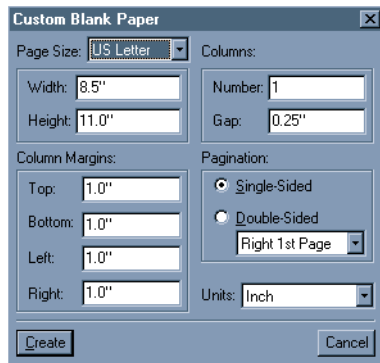 Custom Blank Paper
Page Size: US Letter
Columns:
Width: 8.5"
Height: 11.0"
Number: 1
Gap: 0.25"
Column Margins:
Top: 1.0"
Bottom: 1.0"
Left: 1.0"
Right: 1.0"
Pagination:
Single-Sided
Double-Sided
Right 1st Page
Units: Inch
Create
Cancel